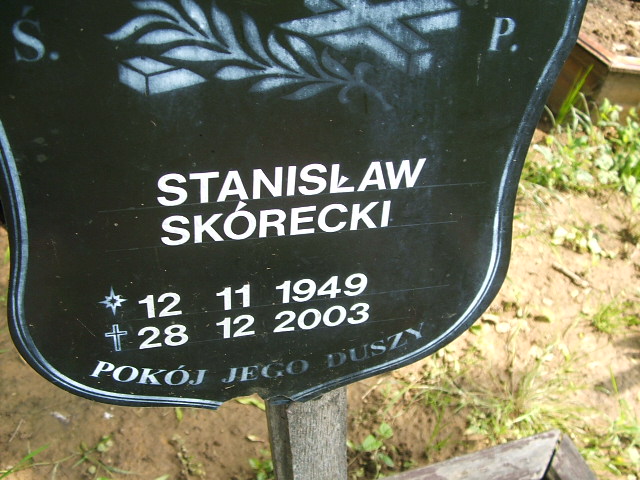 Ś. P.
STANISŁAW
SKÓRECKI
12 11 1949
28 12 2003
POKÓJ JEGO DUSZY